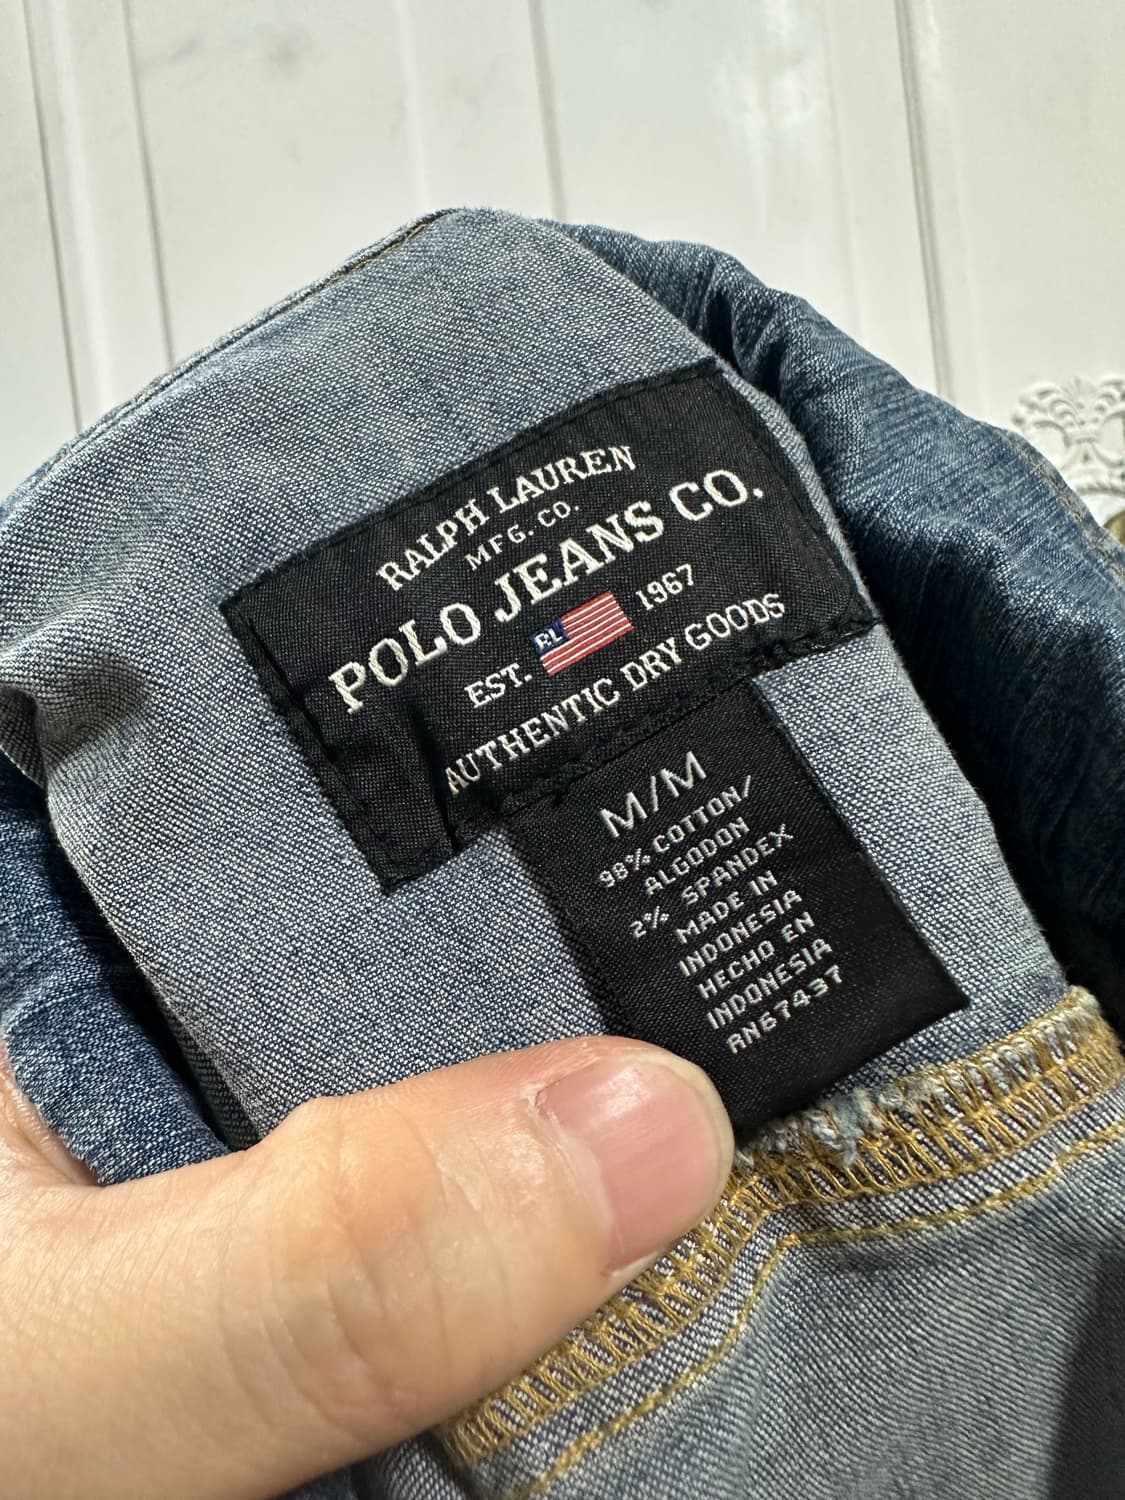 RALPH LAUREN
MFG. CO.
POLO JEANS CO.
EST. RL 1967
AUTHENTIC DRY GOODS
M/M
98% COTTON/
ALGODON
2% SPANDEX
MADE IN
INDONESIA
HECHO EN
INDONESIA
RN67437